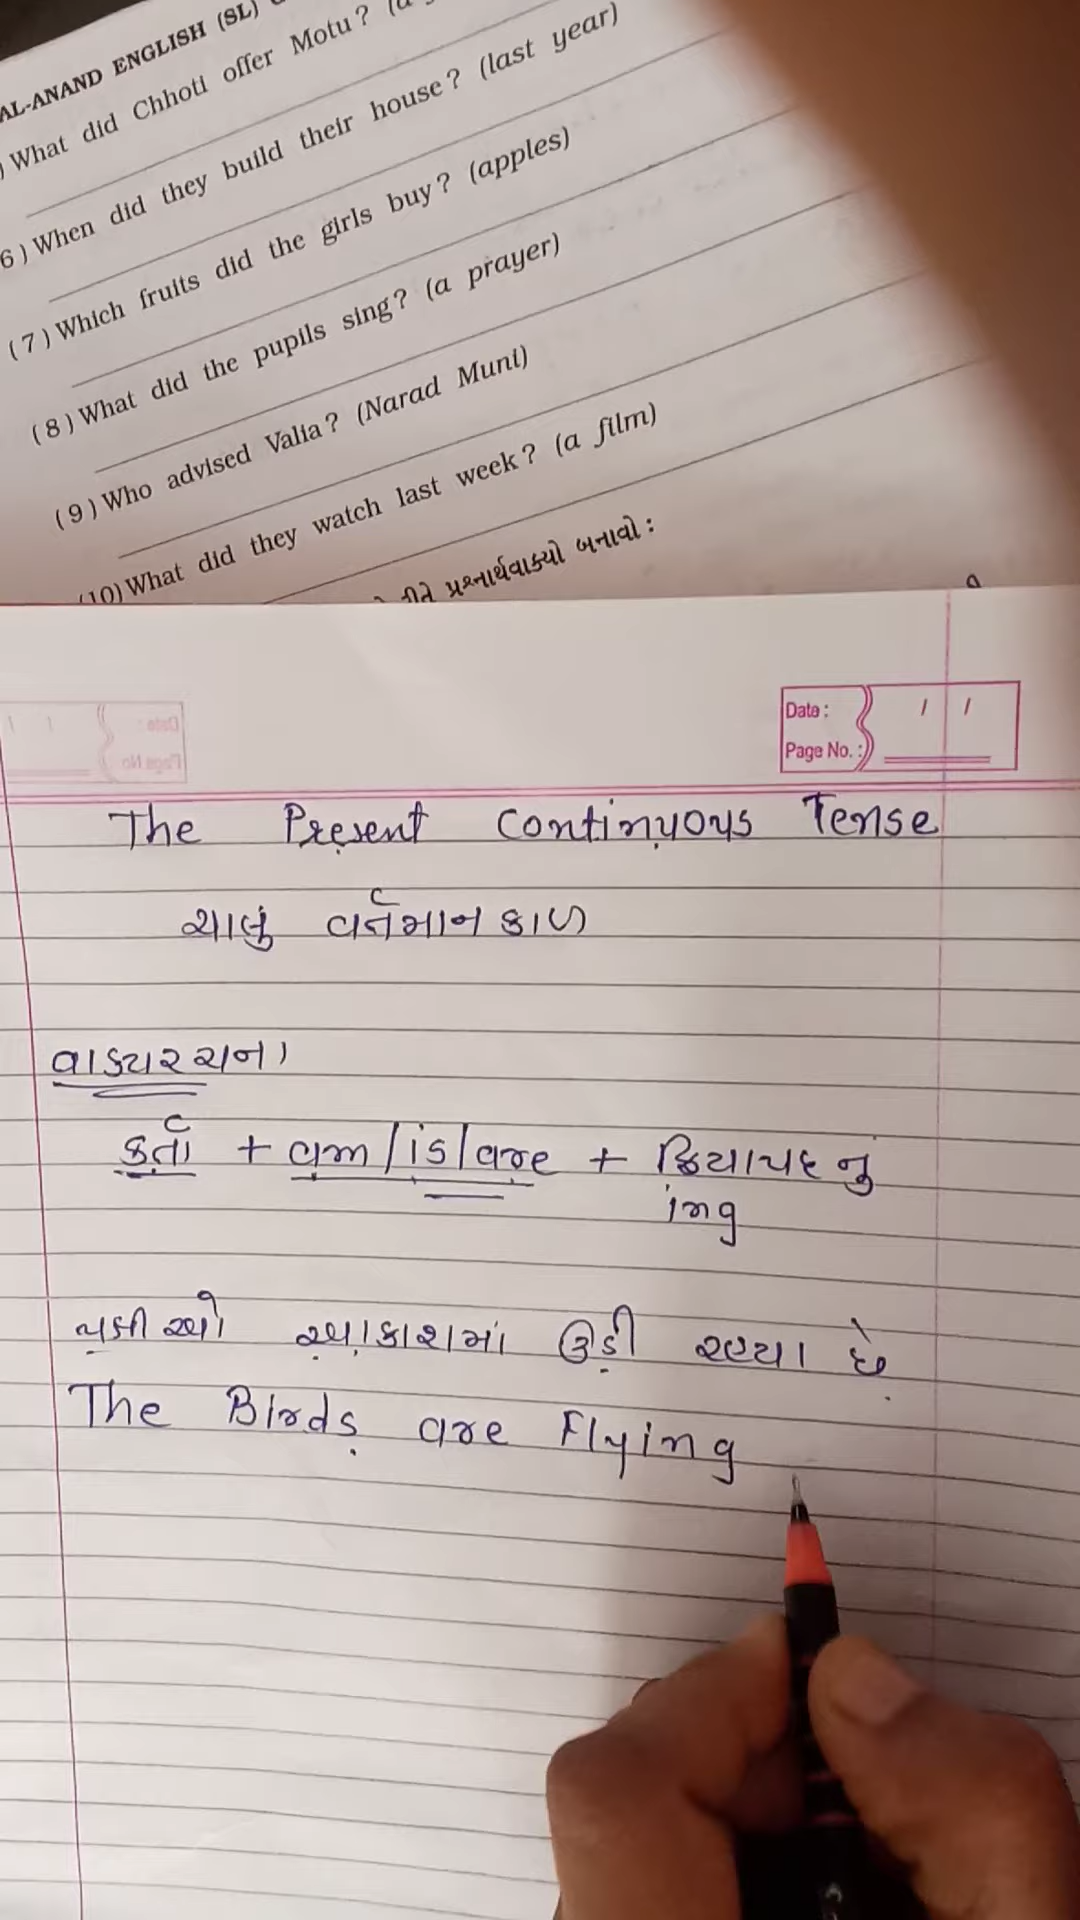 AL-ANAND ENGLISH (SL)
) What did Chhoti offer Motu ? (a
6 ) When did they build their house ? (last year)
( 7 ) Which fruits did the girls buy ? (apples)
( 8 ) What did the pupils sing ? (a prayer)
( 9 ) Who advised Valia ? (Narad Muni)
(10) What did they watch last week ? (a film)
નીને પ્રશ્નાર્થવાક્યો બનાવો :
Date : / /
Page No. :
The Present Continuous Tense
ચાલું વર્તમાન કાળ
વાક્યરચના
કર્તા + am / is / are + ક્રિયાપદ નું
ing
પક્ષીઓ આકાશમાં ઊડી રહ્યા છે
The Birds are Flying